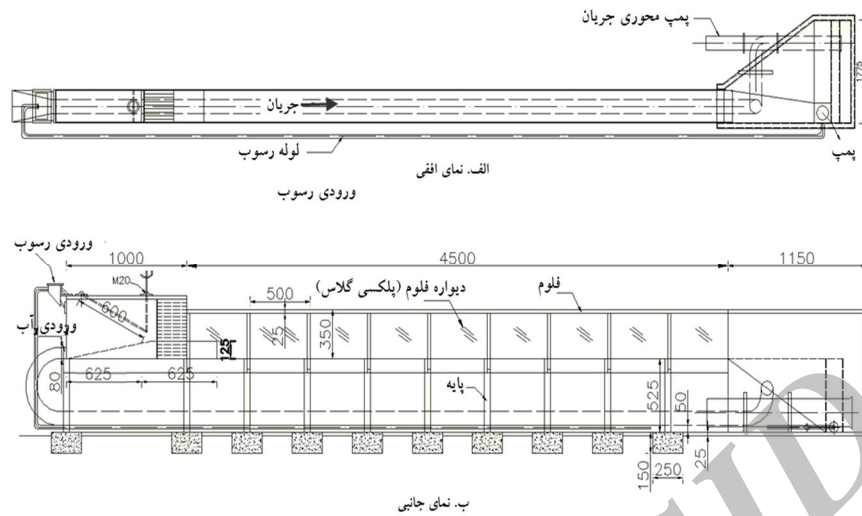 پمپ محوری جریان
1775
جریان
لوله رسوب
پمپ
الف. نمای افقی
ورودی رسوب
ورودی رسوب
1000
4500
1150
M20
500
دیواره فلوم (پلکسی گلاس)
فلوم
600
25
350
ورودی آب
125
80
625
625
پایه
525
50
150
250
25
ب. نمای جانبی